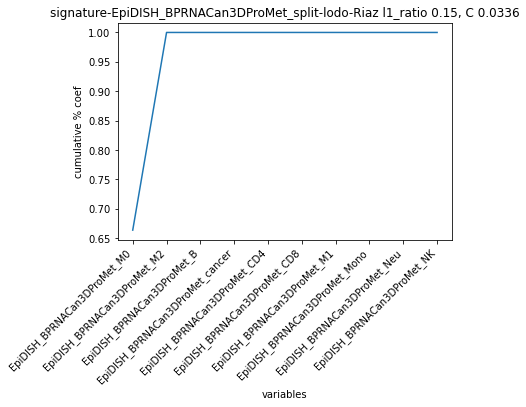 signature-EpiDISH_BPRNACan3DProMet_split-lodo-Riaz l1_ratio 0.15, C 0.0336
1.00
0.95
0.90
0.85
0.80
0.75
0.70
0.65
cumulative % coef
EpiDISH_BPRNACan3DProMet_M0
EpiDISH_BPRNACan3DProMet_M2
EpiDISH_BPRNACan3DProMet_B
EpiDISH_BPRNACan3DProMet_cancer
EpiDISH_BPRNACan3DProMet_CD4
EpiDISH_BPRNACan3DProMet_CD8
EpiDISH_BPRNACan3DProMet_M1
EpiDISH_BPRNACan3DProMet_Mono
EpiDISH_BPRNACan3DProMet_Neu
EpiDISH_BPRNACan3DProMet_NK
variables